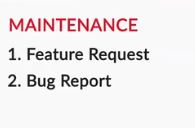 MAINTENANCE
1. Feature Request
2. Bug Report